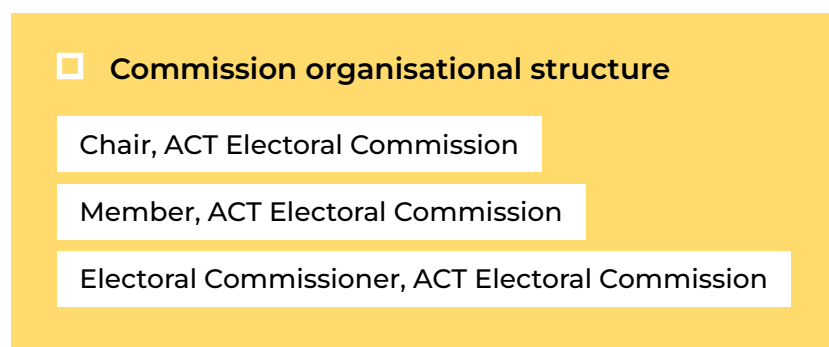 Commission organisational structure
Chair, ACT Electoral Commission
Member, ACT Electoral Commission
Electoral Commissioner, ACT Electoral Commission